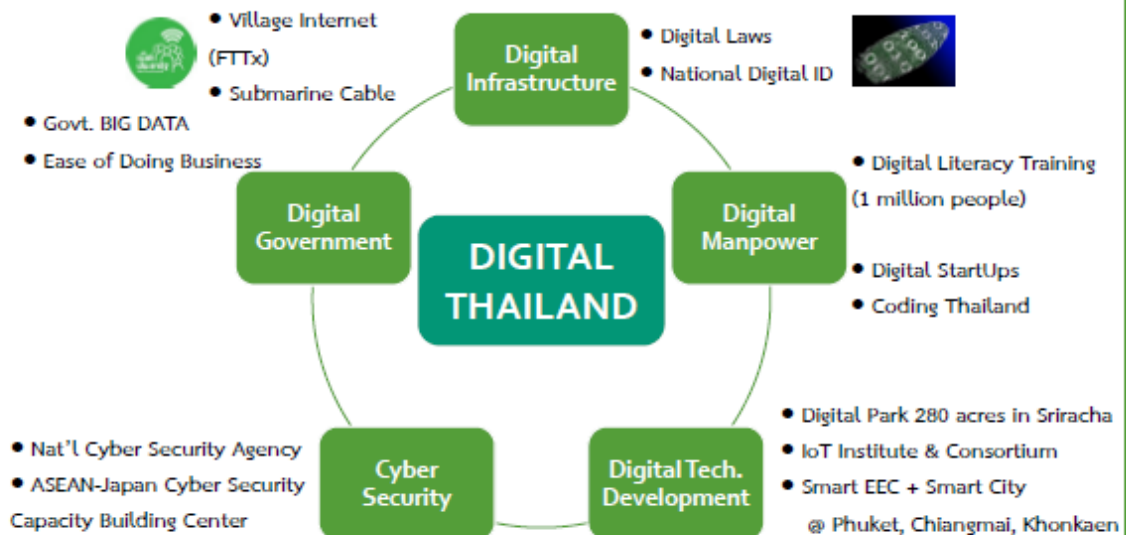 • Village Internet
(FTTx)
• Submarine Cable
Digital
Infrastructure
• Digital Laws
• National Digital ID
• Govt. BIG DATA
• Ease of Doing Business
Digital
Government
DIGITAL
THAILAND
Digital
Manpower
• Digital Literacy Training
(1 million people)
• Digital StartUps
• Coding Thailand
• Nat'l Cyber Security Agency
• ASEAN-Japan Cyber Security
Capacity Building Center
Cyber
Security
Digital Tech.
Development
• Digital Park 280 acres in Sriracha
• IoT Institute & Consortium
• Smart EEC + Smart City
@ Phuket, Chiangmai, Khonkaen